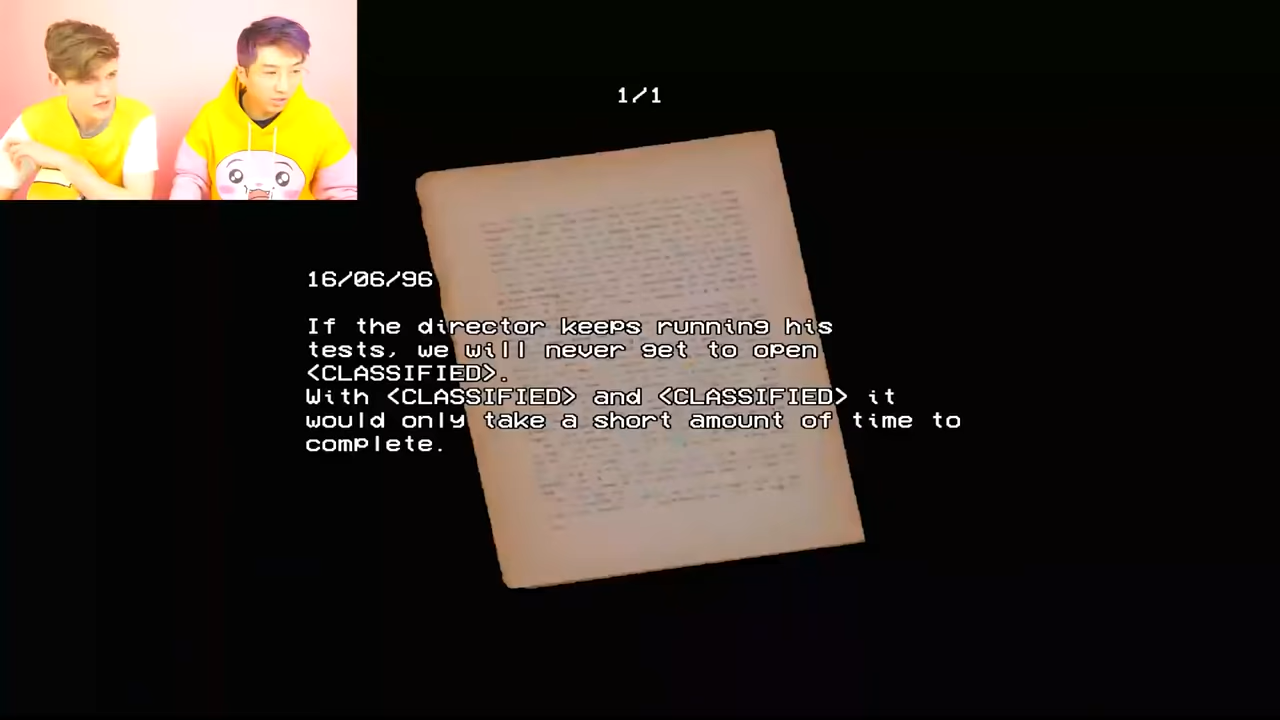 1/1
16/06/96
If the director keeps running his
tests, we will never get to open
<CLASSIFIED>.
With <CLASSIFIED> and <CLASSIFIED> it
would only take a short amount of time to
complete.